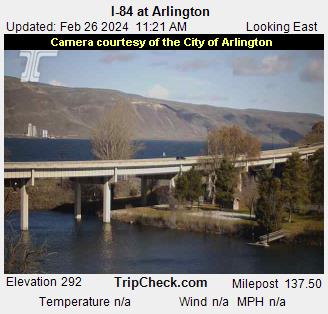 I-84 at Arlington
Updated: Feb 26 2024 11:21 AM Looking East
Camera courtesy of the City of Arlington
Elevation 292 TripCheck.com Milepost 137.50
Temperature n/a Wind n/a MPH n/a